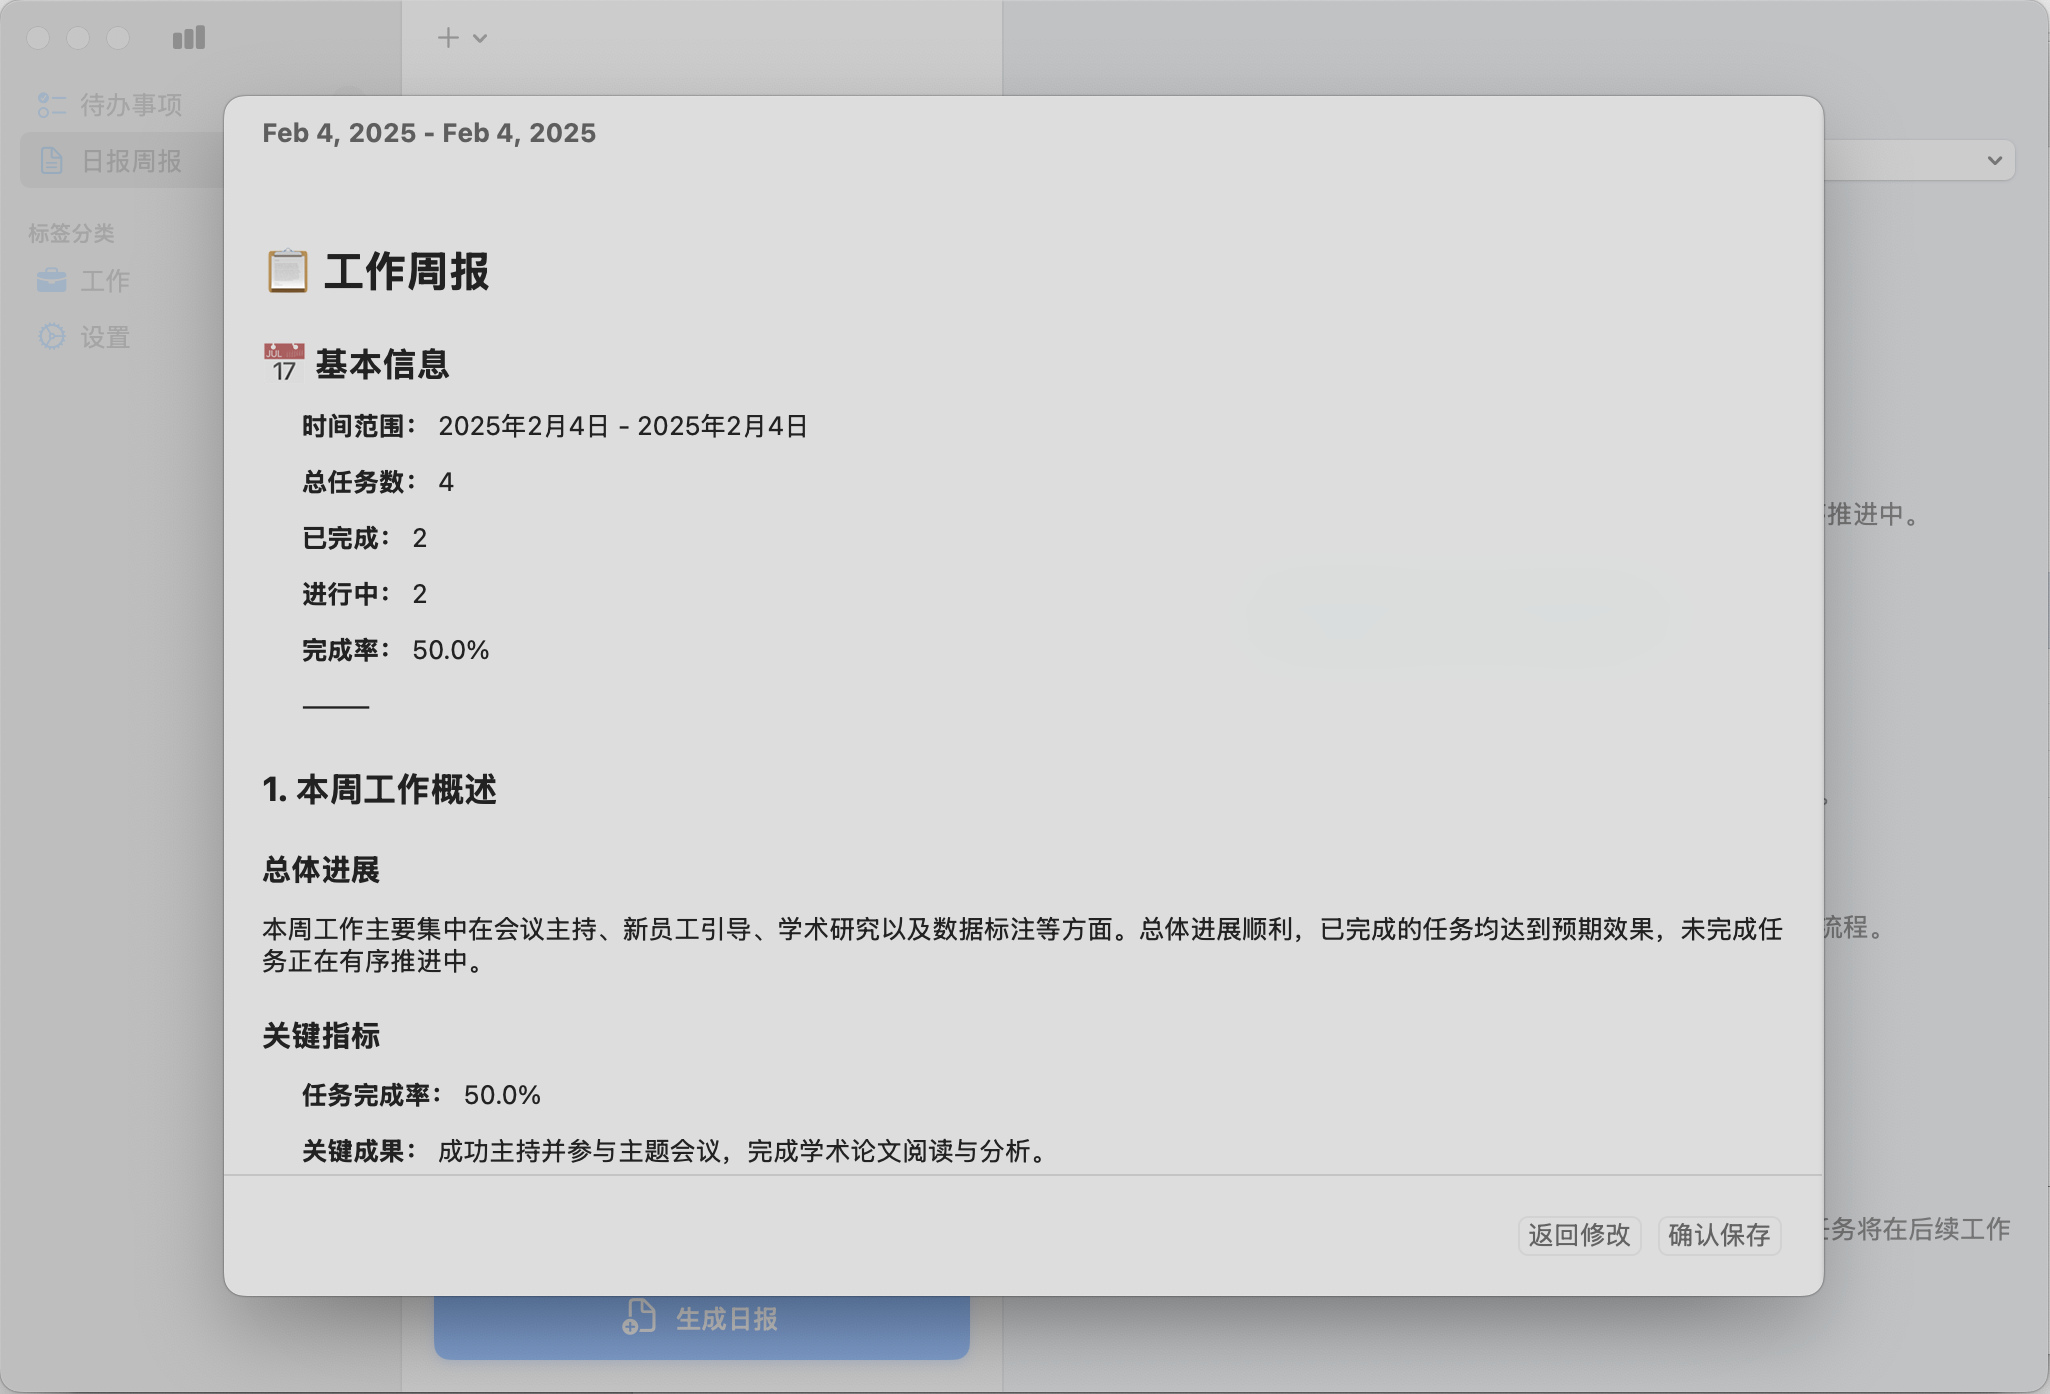 待办事项
日报周报
标签分类
工作
设置
Feb 4, 2025 - Feb 4, 2025
工作周报
JUL 17 基本信息
时间范围： 2025年2月4日 - 2025年2月4日
总任务数： 4
已完成： 2
进行中： 2
完成率： 50.0%
1. 本周工作概述
总体进展
本周工作主要集中在会议主持、新员工引导、学术研究以及数据标注等方面。总体进展顺利，已完成的任务均达到预期效果，未完成任
务正在有序推进中。
关键指标
任务完成率： 50.0%
关键成果： 成功主持并参与主题会议，完成学术论文阅读与分析。
返回修改 确认保存
生成日报
推进中。
流程。
任务将在后续工作